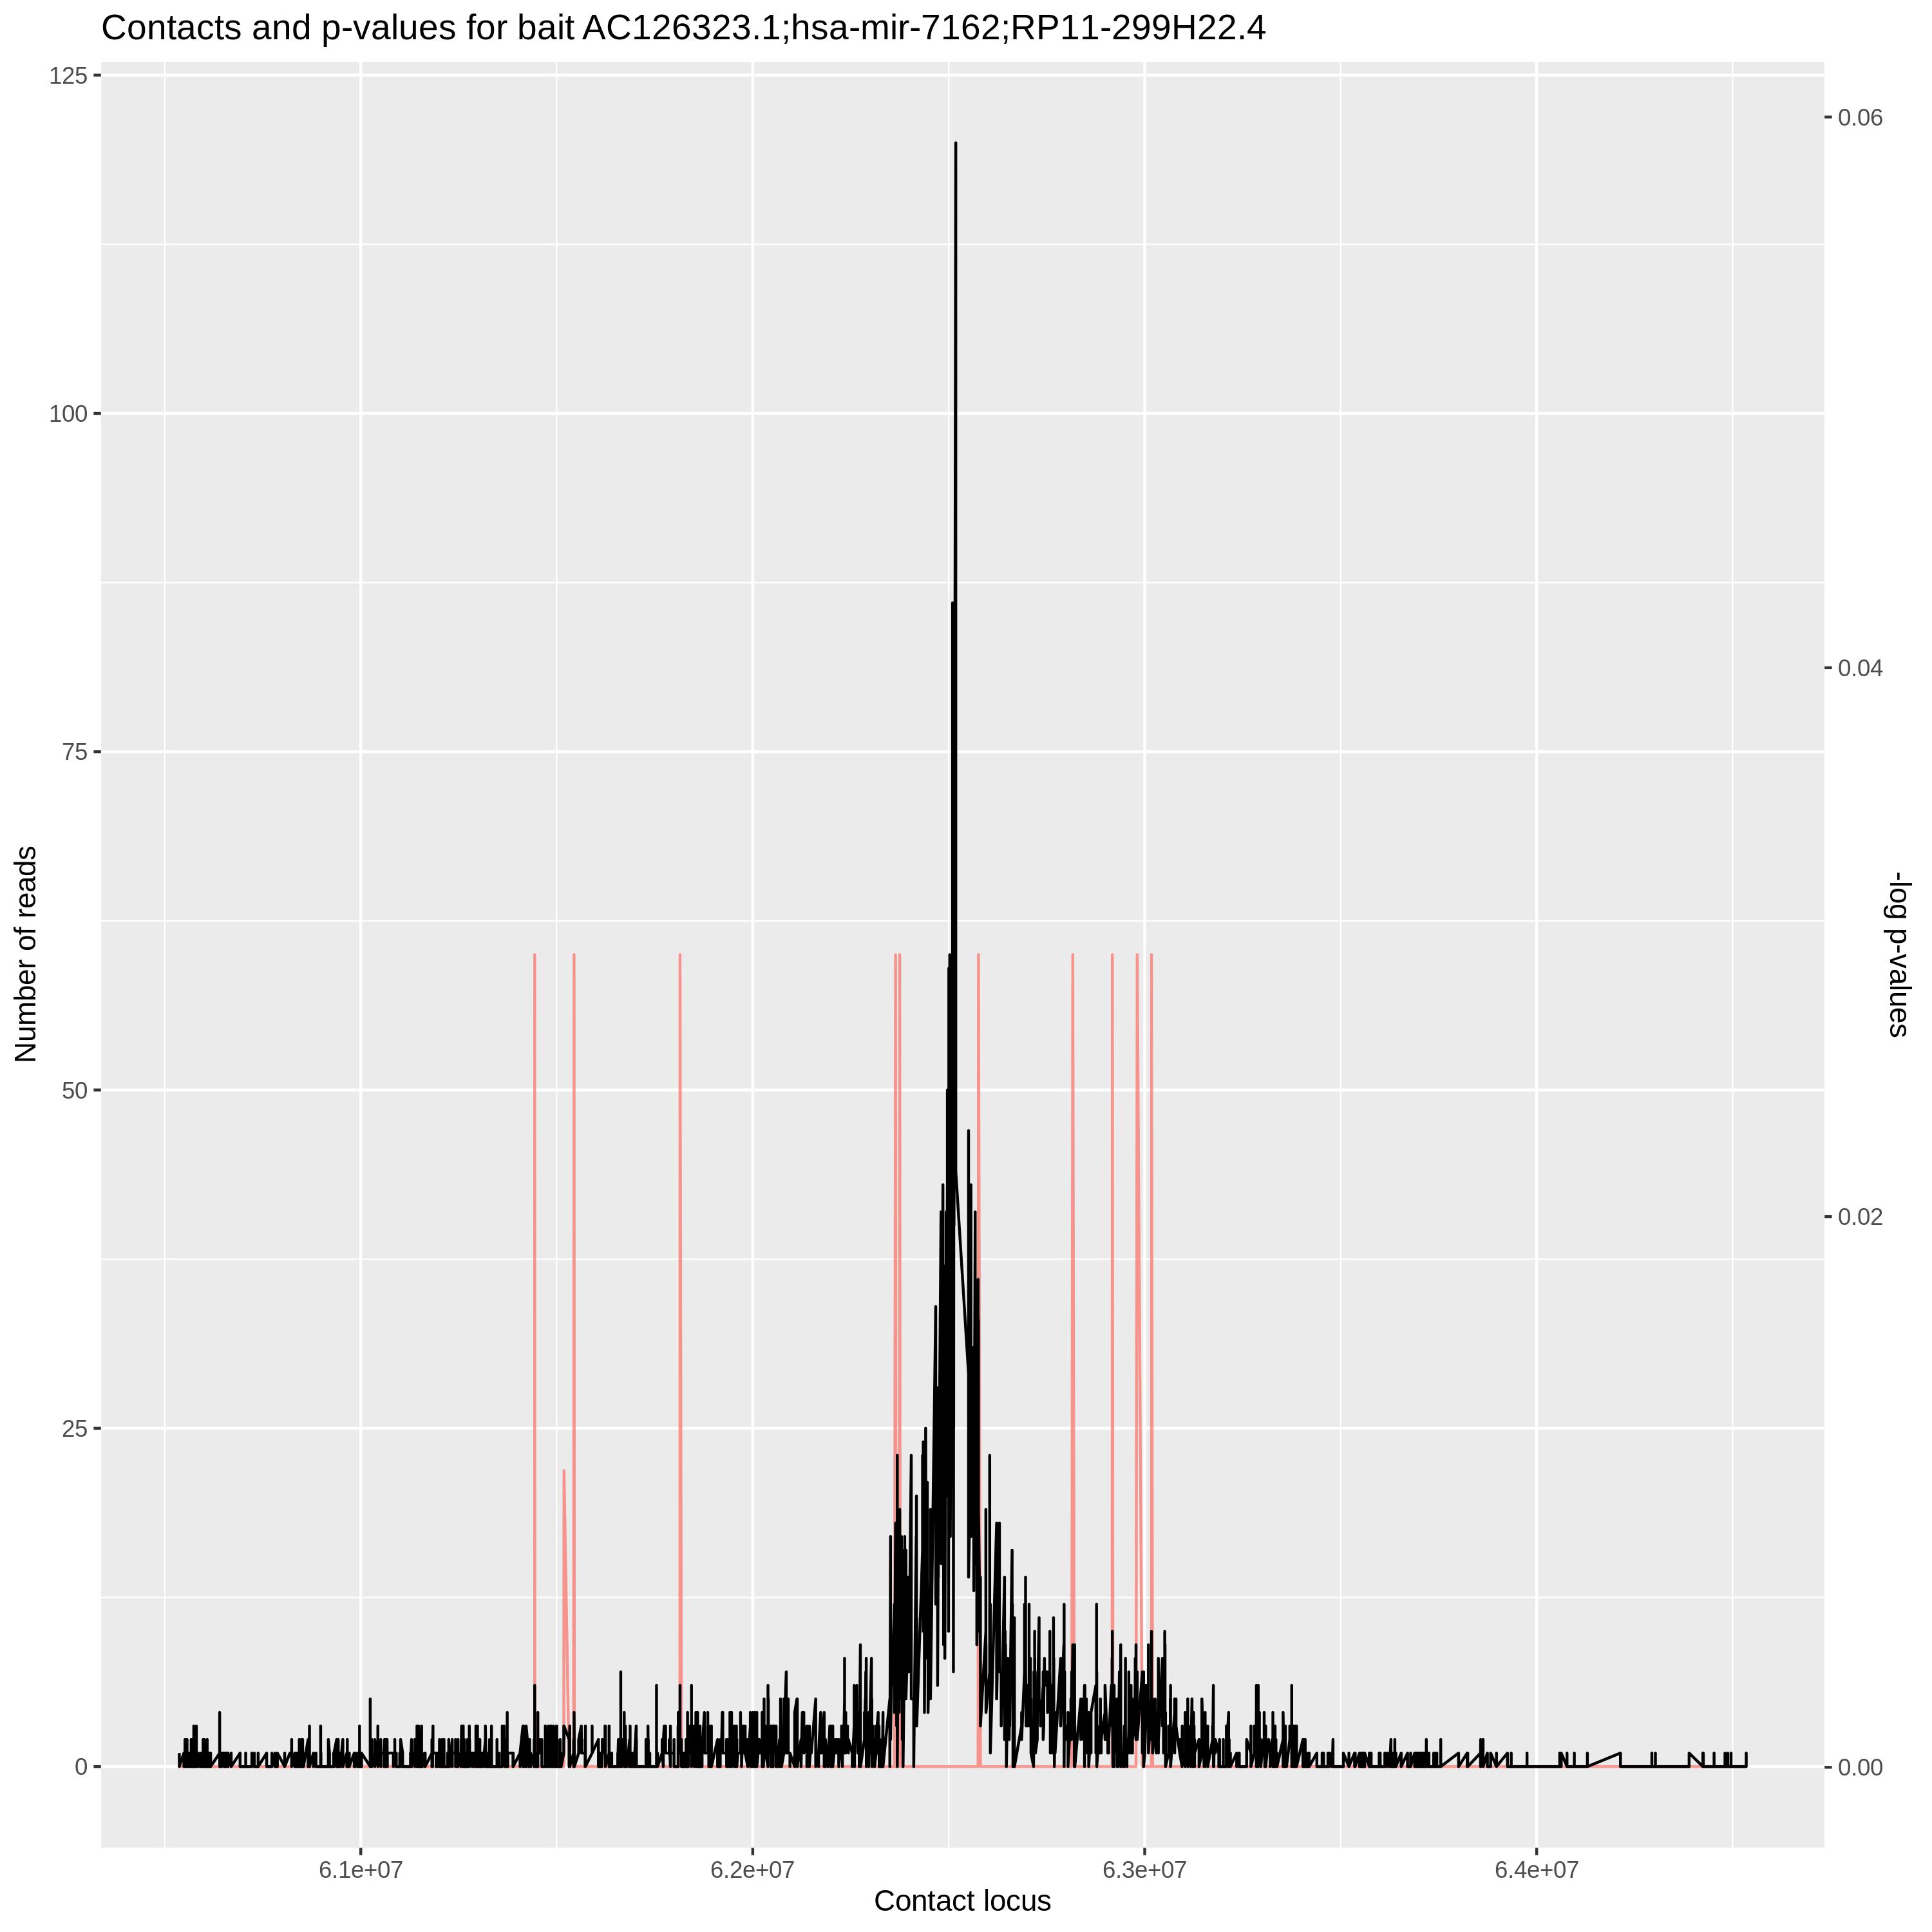 Contacts and p-values for bait AC126323.1;hsa-mir-7162;RP11-299H22.4
125
100
75
50
25
0
Number of reads
0.06
0.04
0.02
0.00
-log p-values
6.1e+07
6.2e+07
6.3e+07
6.4e+07
Contact locus